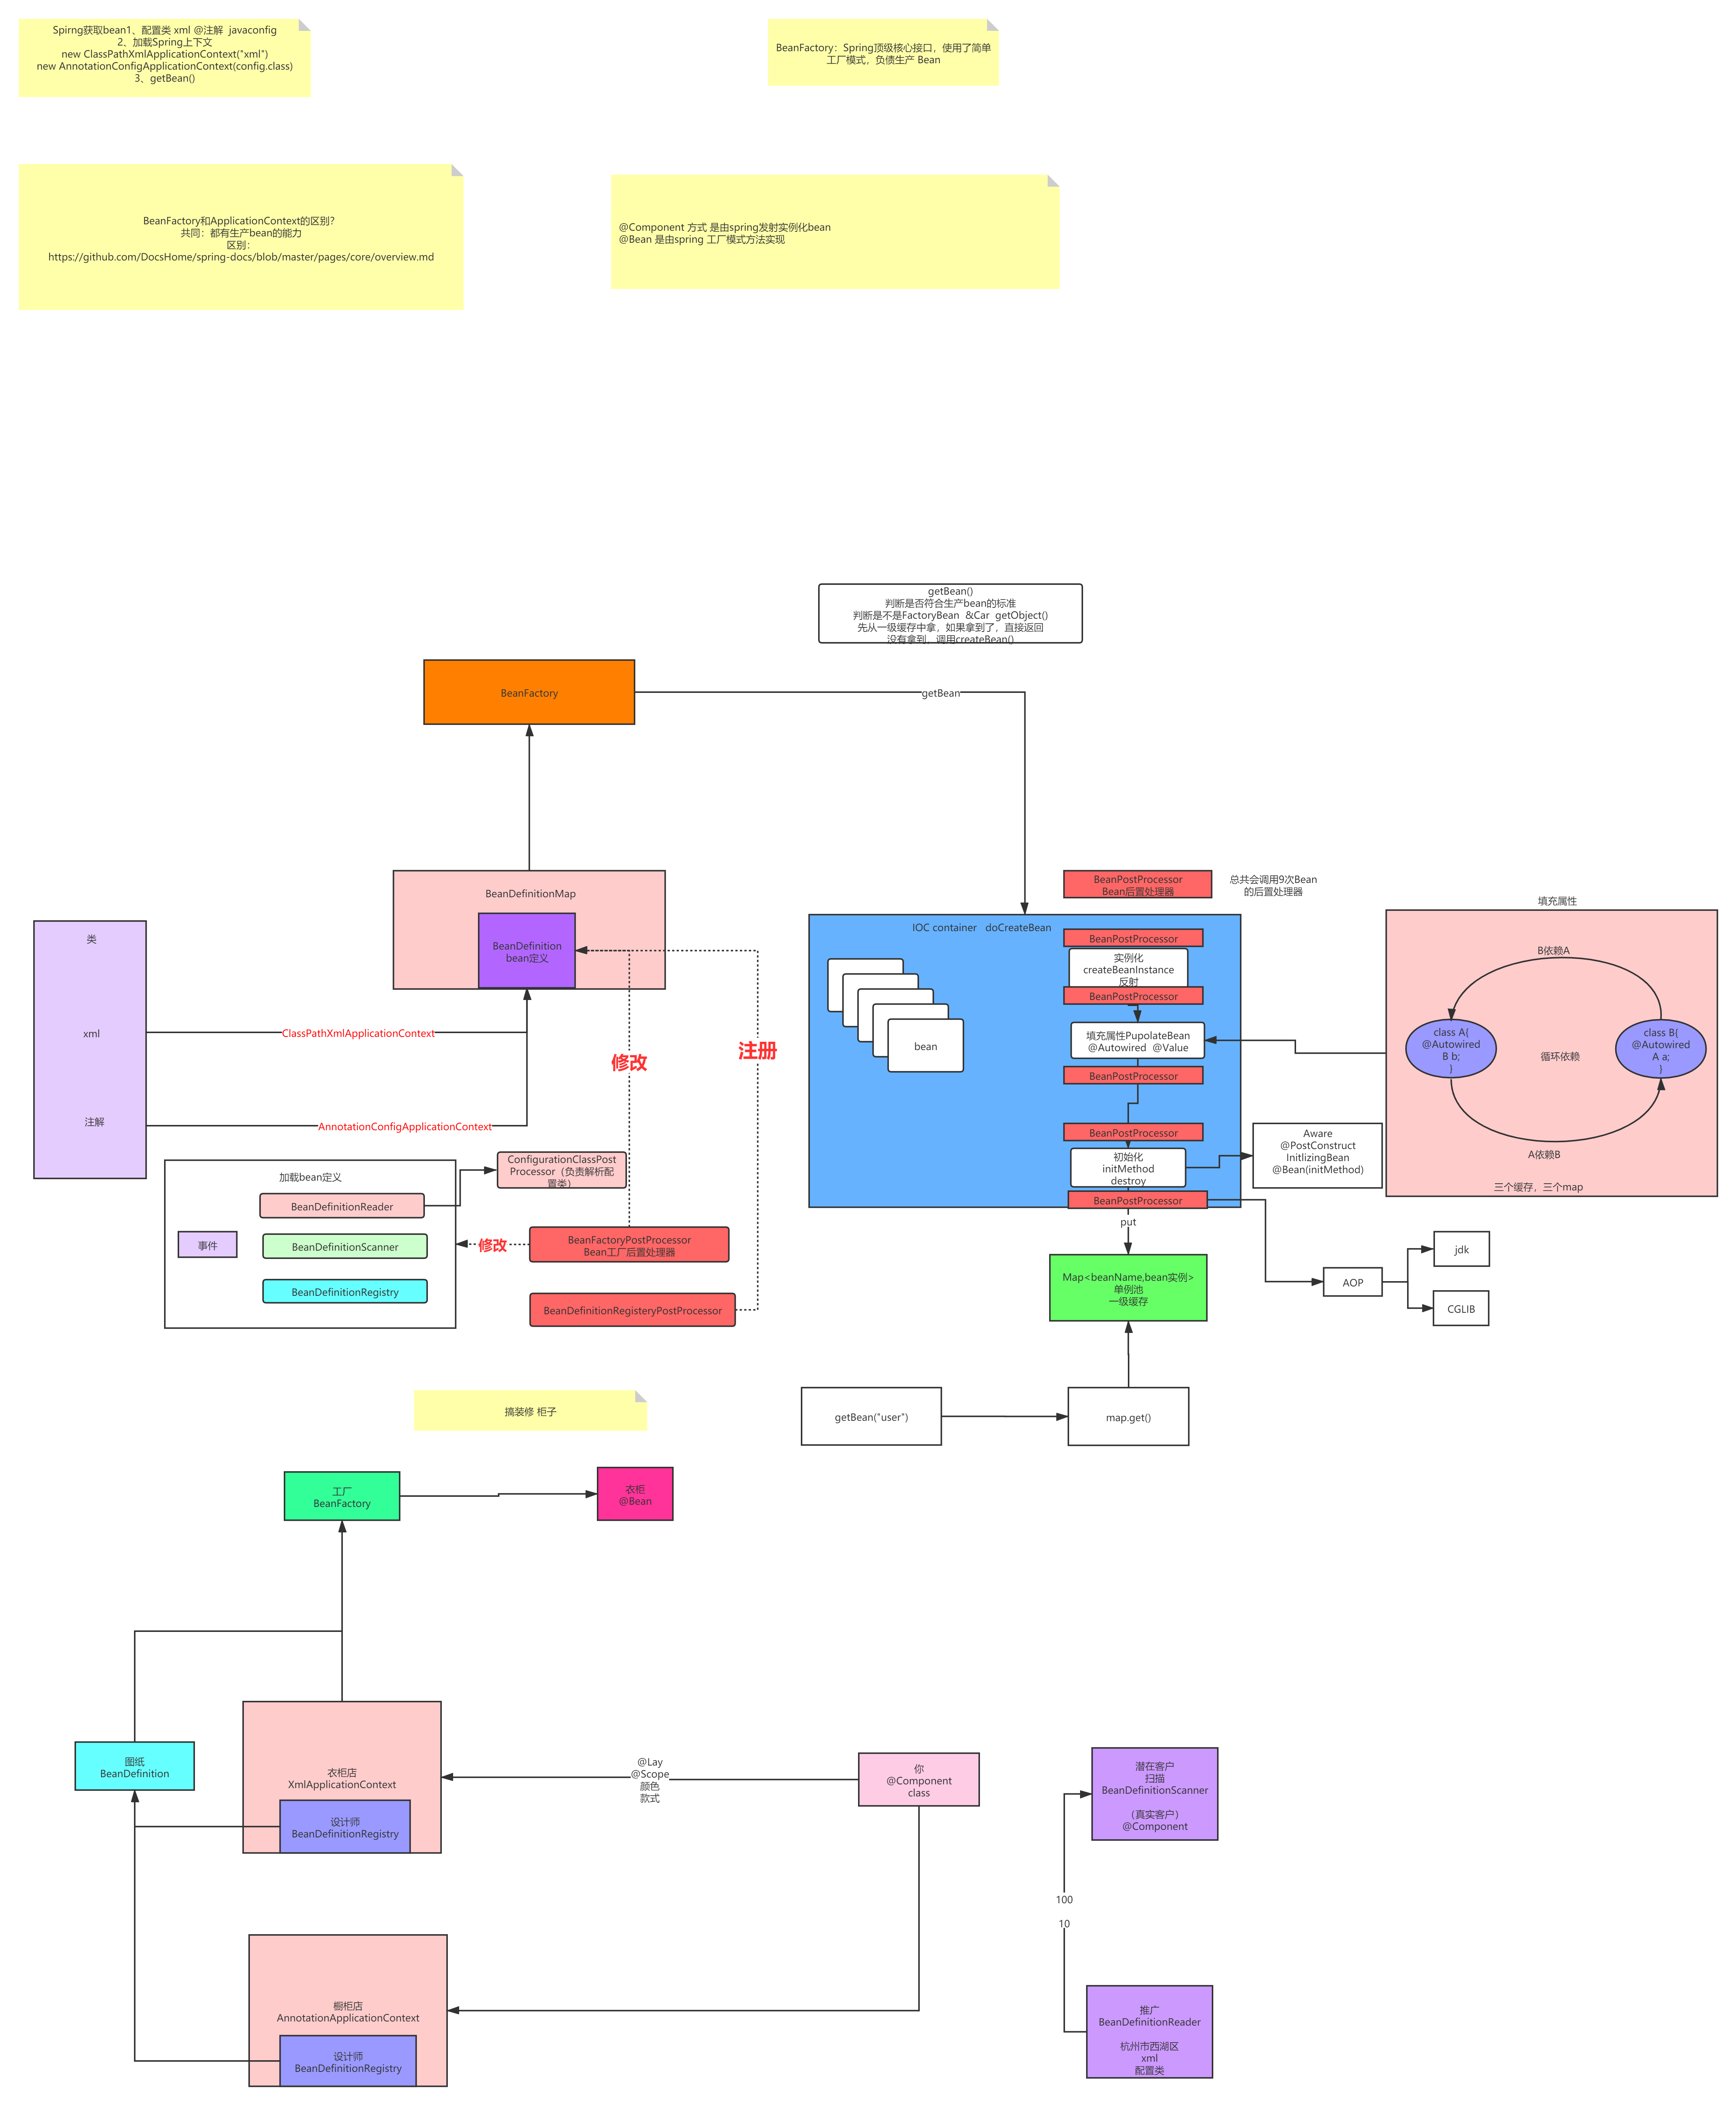 Spirng获取bean1、配置类 xml @注解  javaconfig
2、加载Spring上下文
new ClassPathXmlApplicationContext("xml")
new AnnotationConfigApplicationContext(config.class)
3、getBean()
BeanFactory：Spring顶级核心接口，使用了简单
工厂模式，负债生产 Bean
BeanFactory和ApplicationContext的区别?
共同：都有生产bean的能力
区别：
https://github.com/DocsHome/spring-docs/blob/master/pages/core/overview.md
@Component 方式 是由spring发射实例化bean
@Bean 是由spring 工厂模式方法实现
getBean()
判断是否符合生产bean的标准
判断是不是FactoryBean  &Car  getObject()
先从一级缓存中拿，如果拿到了，直接返回
没有拿到，调用createBean()
BeanFactory
getBean
BeanDefinitionMap
BeanDefinition
bean定义
类
xml
注解
ClassPathXmlApplicationContext
AnnotationConfigApplicationContext
修改
注册
加载bean定义
BeanDefinitionReader
事件
BeanDefinitionScanner
BeanDefinitionRegistry
ConfigurationClassPost
Processor（负责解析配
置类）
修改
BeanFactoryPostProcessor
Bean工厂后置处理器
BeanDefinitionRegisteryPostProcessor
BeanPostProcessor
Bean后置处理器
总共会调用9次Bean
的后置处理器
IOC container   doCreateBean
bean
BeanPostProcessor
实例化
createBeanInstance
反射
BeanPostProcessor
填充属性PupolateBean
@Autowired  @Value
BeanPostProcessor
BeanPostProcessor
初始化
initMethod
destroy
BeanPostProcessor
put
Map<beanName,bean实例>
单例池
一级缓存
getBean("user")
map.get()
填充属性
B依赖A
class A{
@Autowired
B b;
}
循环依赖
class B{
@Autowired
A a;
}
A依赖B
三个缓存，三个map
Aware
@PostConstruct
InitlizingBean
@Bean(initMethod)
AOP
jdk
CGLIB
搞装修 柜子
工厂
BeanFactory
衣柜
@Bean
图纸
BeanDefinition
衣柜店
XmlApplicationContext
设计师
BeanDefinitionRegistry
@Lay
@Scope
颜色
款式
你
@Component
class
橱柜店
AnnotationApplicationContext
设计师
BeanDefinitionRegistry
潜在客户
扫描
BeanDefinitionScanner
（真实客户）
@Component
100
10
推广
BeanDefinitionReader
杭州市西湖区
xml
配置类